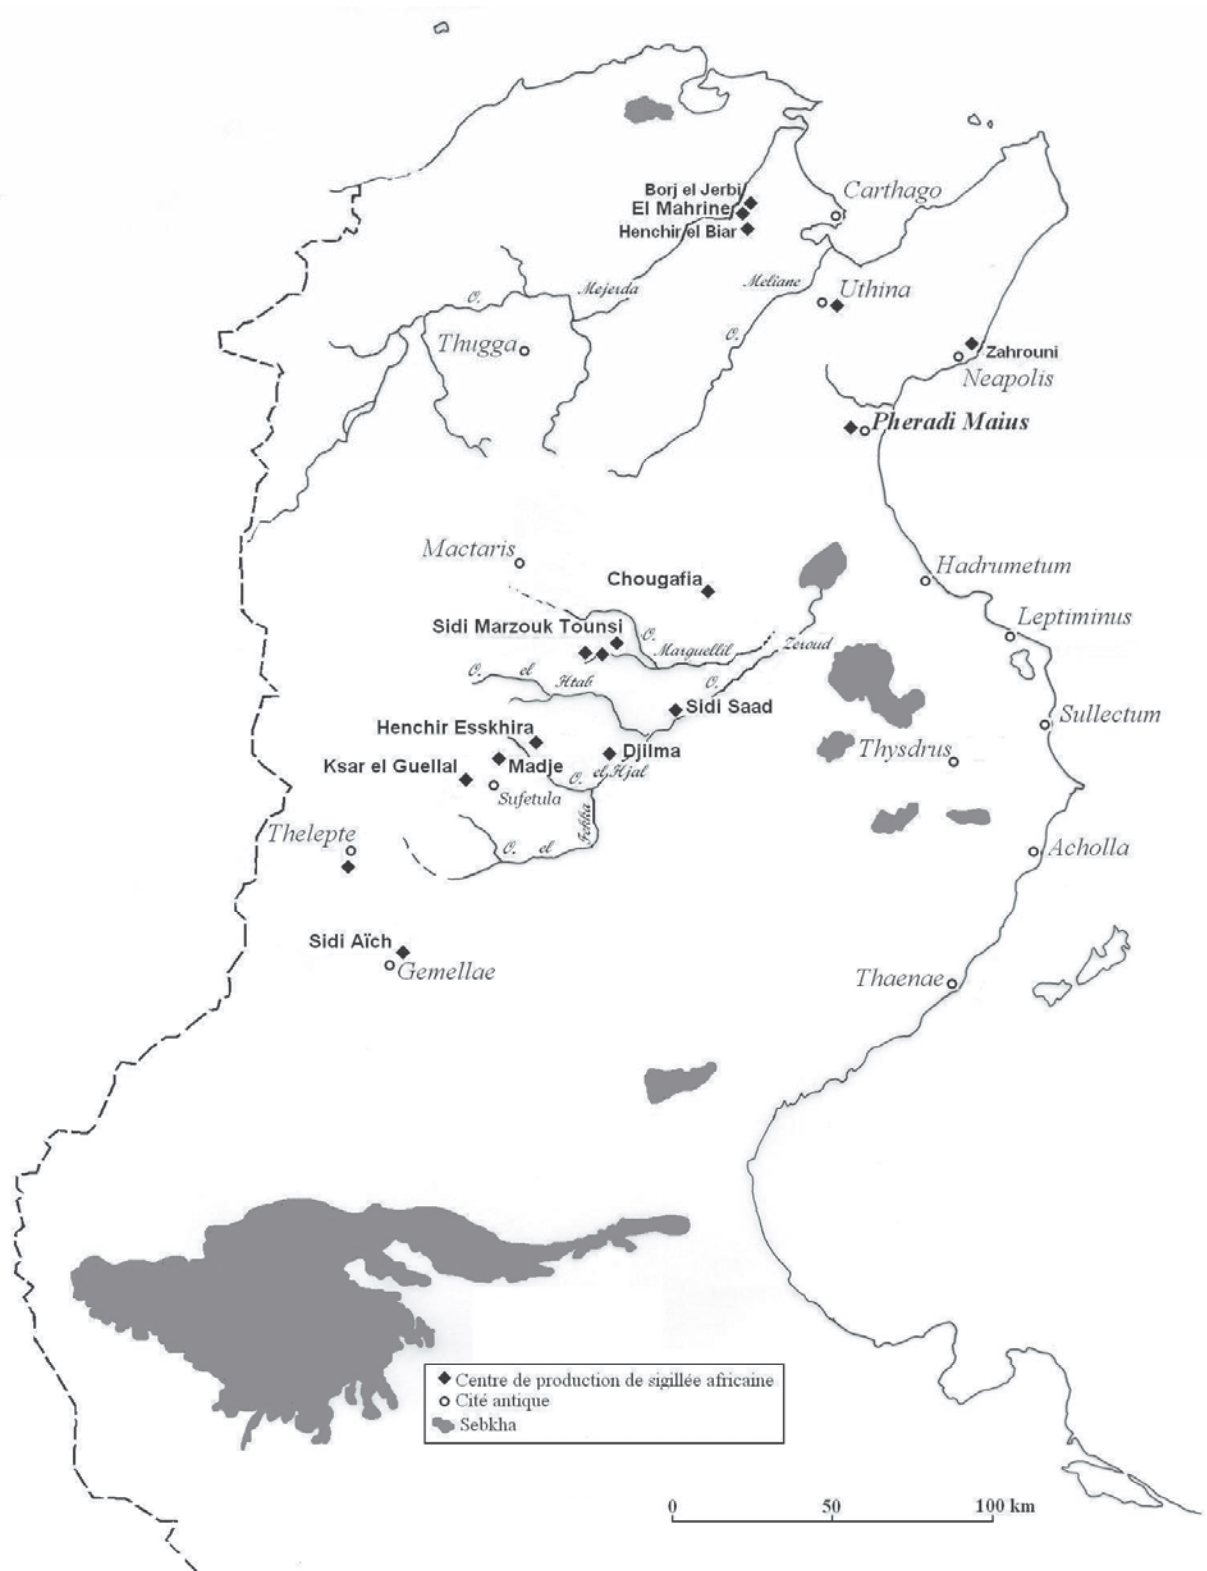 Borj el Jerbi
Carthago
El Mahrine
Henchir el Biar
Meliane
Mejerda
Uthina
O.
O.
Thugga
Zahrouni
Neapolis
Pheradi Maius
Mactaris
Hadrumetum
Chougafia
Leptiminus
Sidi Marzouk Tounsi
O.
Marguellil
Zeroud
O. el Htab
O.
Sidi Saad
Sullectum
Henchir Esskhira
Thysdrus
Djilma
Ksar el Guellal
Madje
O. el Hjal
Sufetula
Thelepte
O. el Fekka
Acholla
Sidi Aïch
Gemellae
Thaenae
Centre de production de sigillée africaine
Cité antique
Sebkha
0 50 100 km